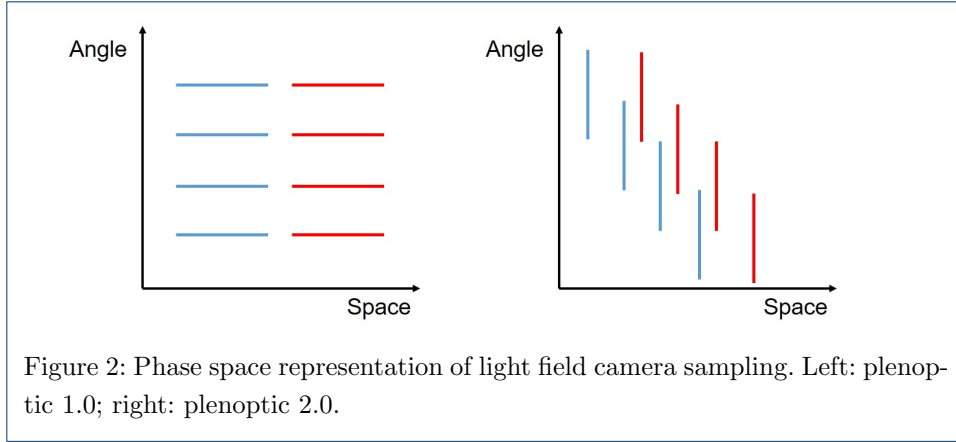 Angle
Space
Angle
Space
Figure 2: Phase space representation of light field camera sampling. Left: plenop-
tic 1.0; right: plenoptic 2.0.